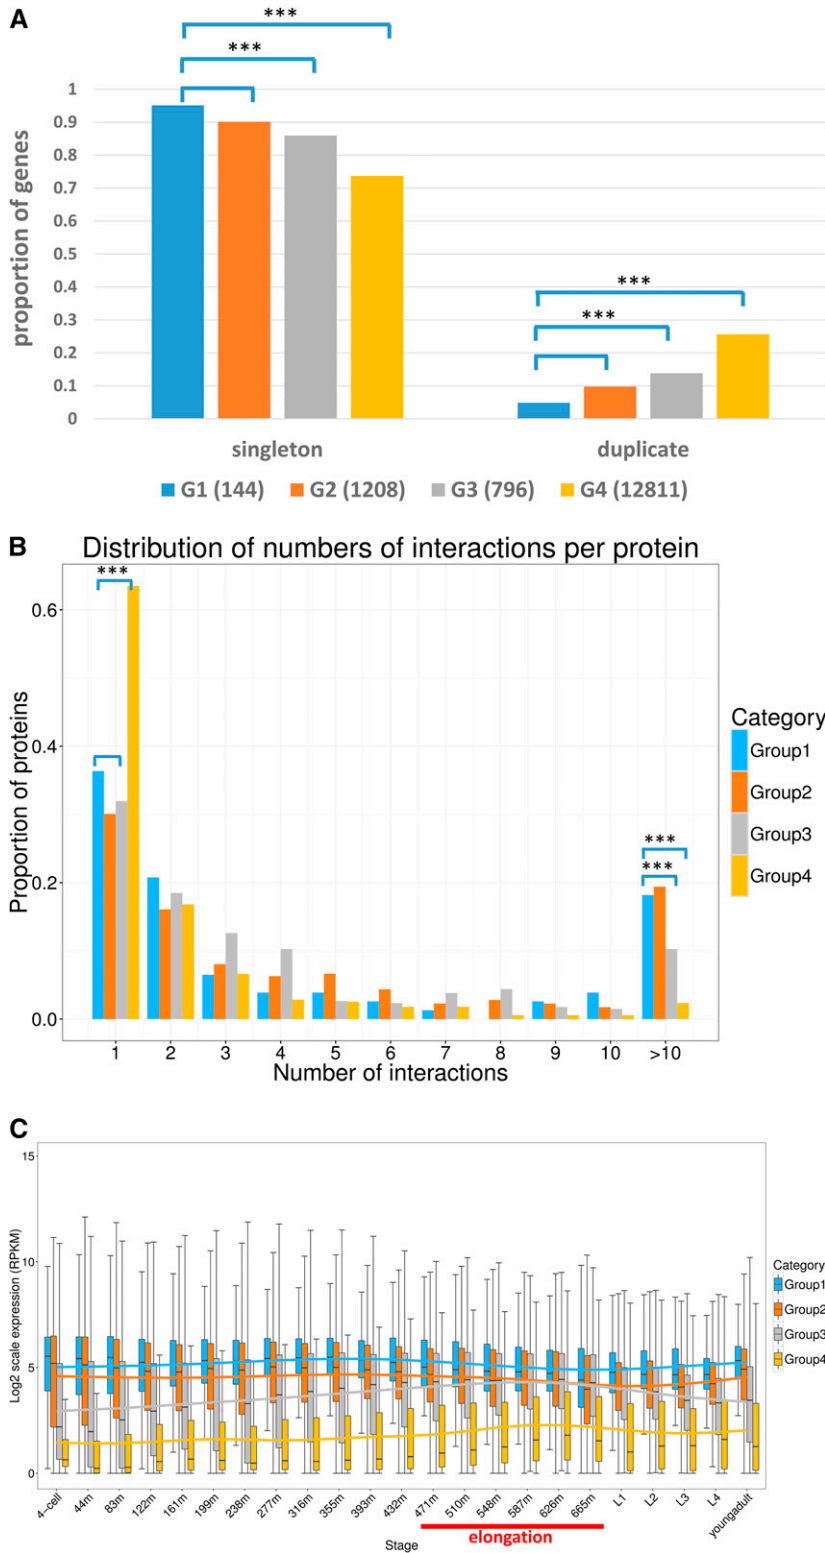 A
***
***
1
0.9
0.8
0.7
0.6
0.5
0.4
0.3
0.2
0.1
0
proportion of genes
***
***
singleton duplicate
G1 (144) G2 (1208) G3 (796) G4 (12811)
B
Distribution of numbers of interactions per protein
***
0.6
0.4
0.2
0.0
Proportion of proteins
***
***
1 2 3 4 5 6 7 8 9 10 >10
Number of interactions
Category
Group1
Group2
Group3
Group4
C
15
10
5
0
Log2 scale expression (RPKM)
4-cell 44m 83m 122m 161m 199m 238m 277m 316m 355m 393m 432m 471m 510m 548m 587m 626m 665m L1 L2 L3 L4 youngadult
elongation
Stage
Category
Group1
Group2
Group3
Group4